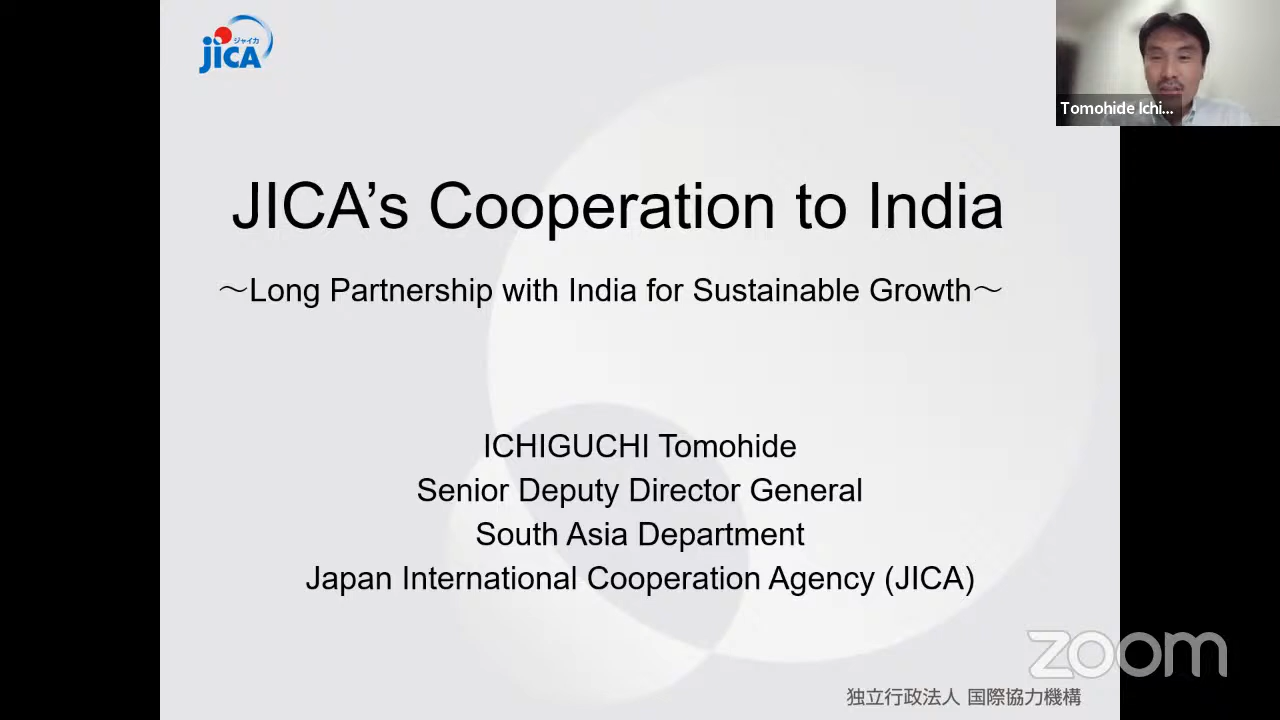 ジャイカ
JICA
Tomohide Ichi...
JICA’s Cooperation to India
～Long Partnership with India for Sustainable Growth～
ICHIGUCHI Tomohide
Senior Deputy Director General
South Asia Department
Japan International Cooperation Agency (JICA)
zoom
独立行政法人 国際協力機構